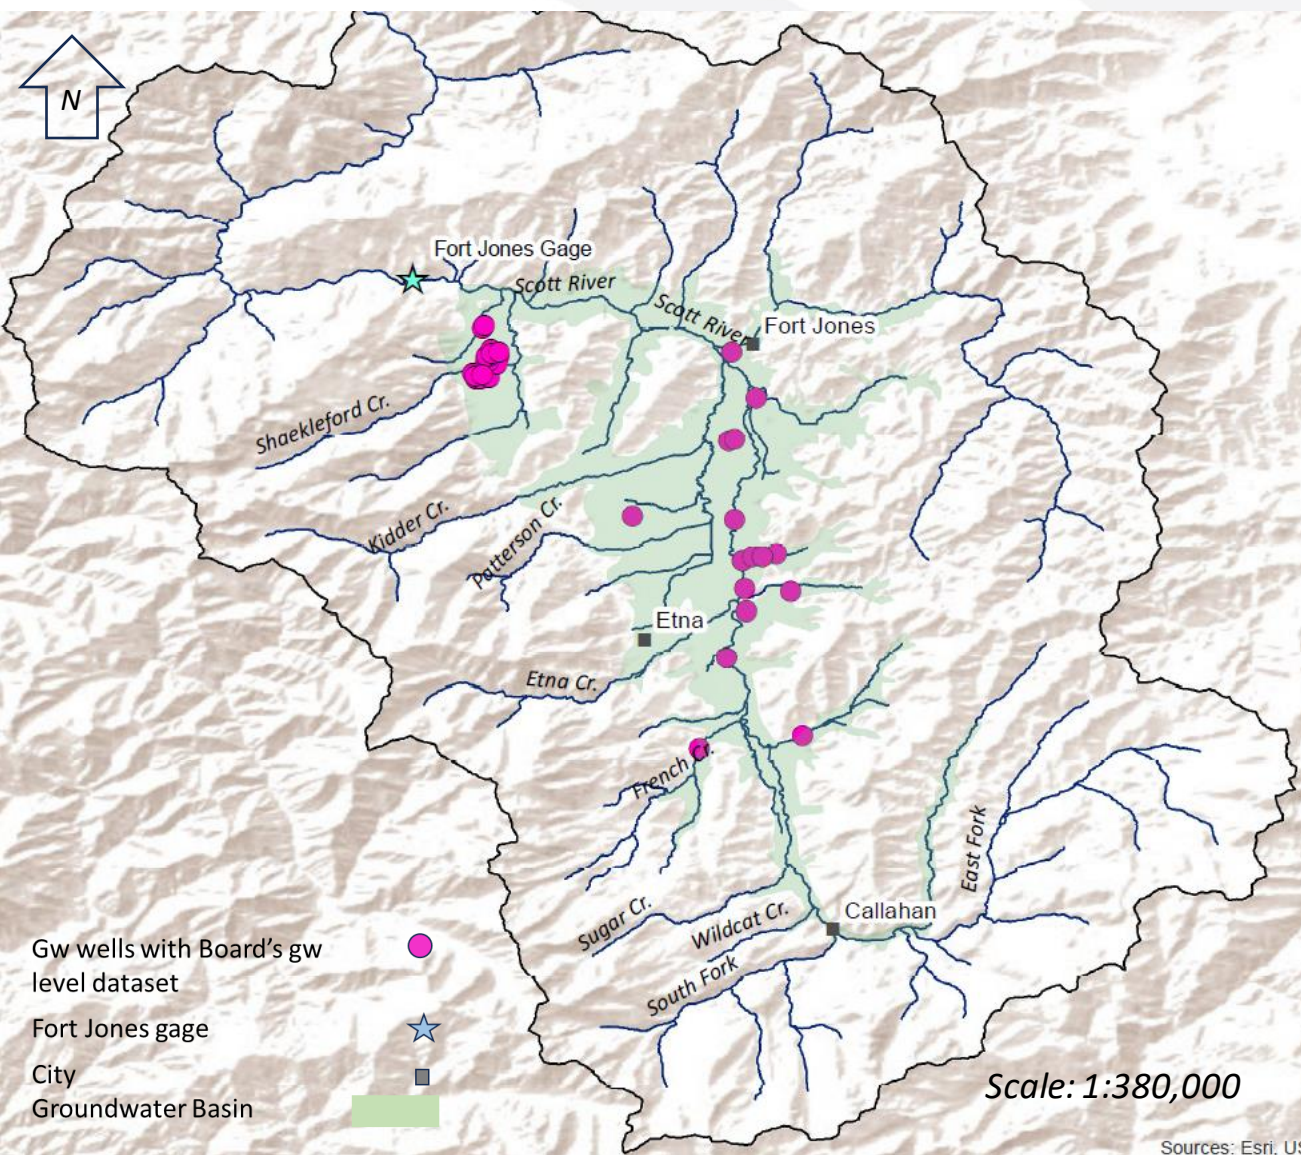 N
Fort Jones Gage
Scott River
Scott River
Fort Jones
Shaekleford Cr.
Kidder Cr.
Patterson Cr.
Etna
Etna Cr.
French Cr.
East Fork
Sugar Cr.
Wildcat Cr.
Callahan
South Fork
Gw wells with Board's gw
level dataset
Fort Jones gage
City
Groundwater Basin
Scale: 1:380,000
Sources: Esri, US